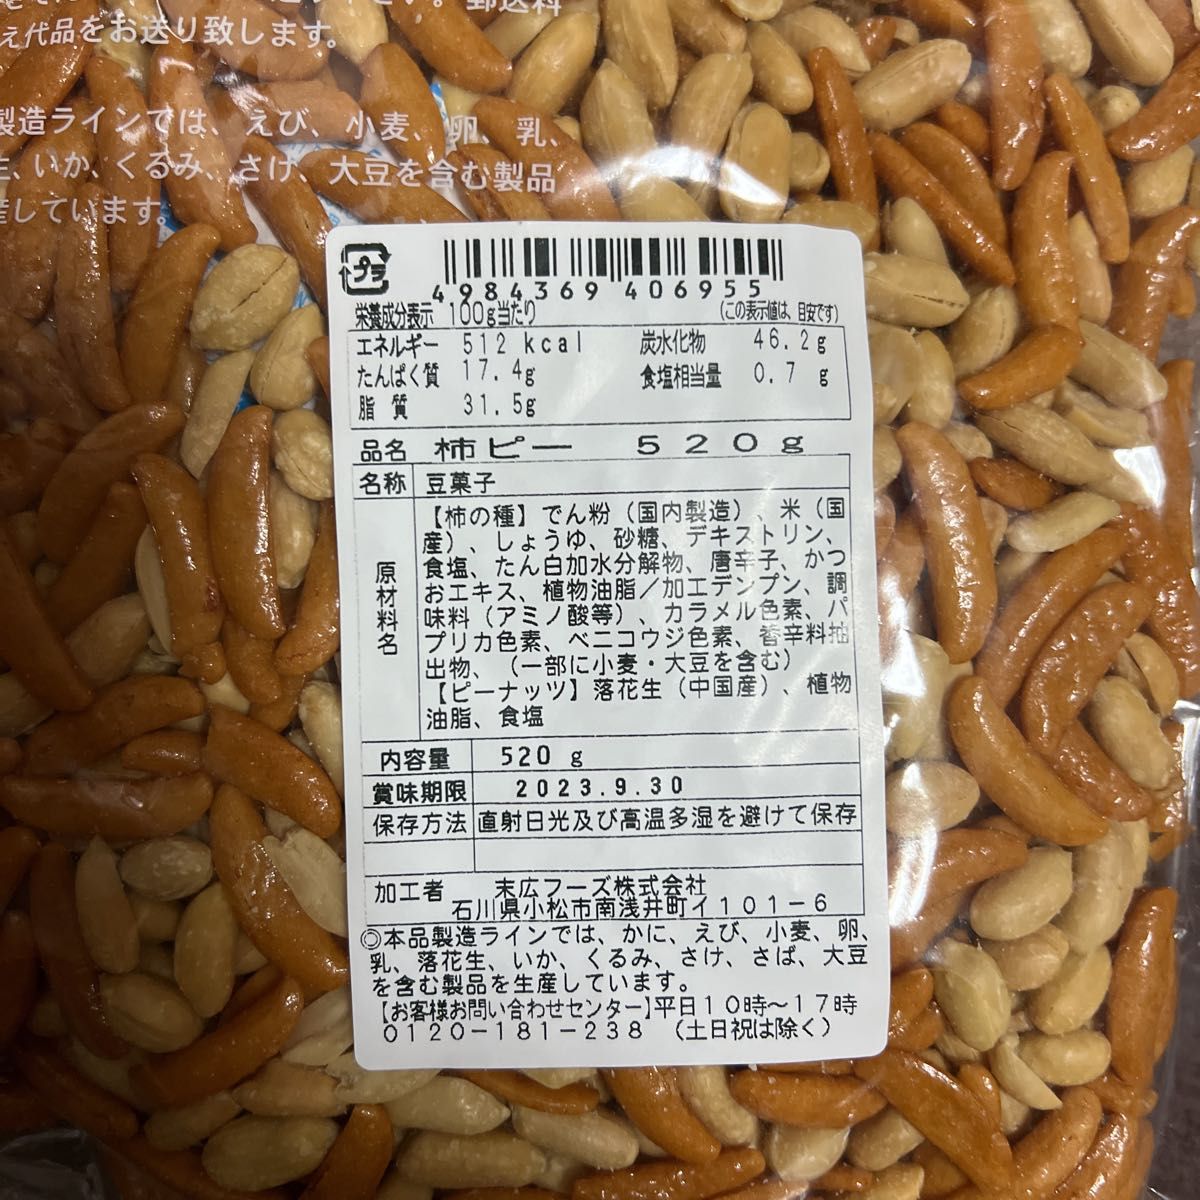 え代品をお送り致します。
製造ラインでは、えび、小麦、卵、乳、
生、いか、くるみ、さけ、大豆を含む製品
産しています。
プラ
4984369406955
栄養成分表示 100g当たり (この表示値は、目安です)
エネルギー 512 kcal 炭水化物 46.2g
たんぱく質 17.4g 食塩相当量 0.7 g
脂 質 31.5g
品名 柿ピー 520g
名称 豆菓子
原材料名
【柿の種】でん粉(国内製造)、米(国
産)、しょうゆ、砂糖、デキストリン、
食塩、たん白加水分解物、唐辛子、かつ
おエキス、植物油脂/加工デンプン、調
味料(アミノ酸等)、カラメル色素、パ
プリカ色素、ベニコウジ色素、香辛料抽
出物、(一部に小麦・大豆を含む)
【ピーナッツ】落花生(中国産)、植物
油脂、食塩
内容量 520 g
賞味期限 2023.9.30
保存方法 直射日光及び高温多湿を避けて保存
加工者 末広フーズ株式会社
石川県小松市南浅井町イ101-6
◎本品製造ラインでは、かに、えび、小麦、卵、
乳、落花生、いか、くるみ、さけ、さば、大豆
を含む製品を生産しています。
【お客様お問い合わせセンター】平日10時~17時
0120-181-238 (土日祝は除く)